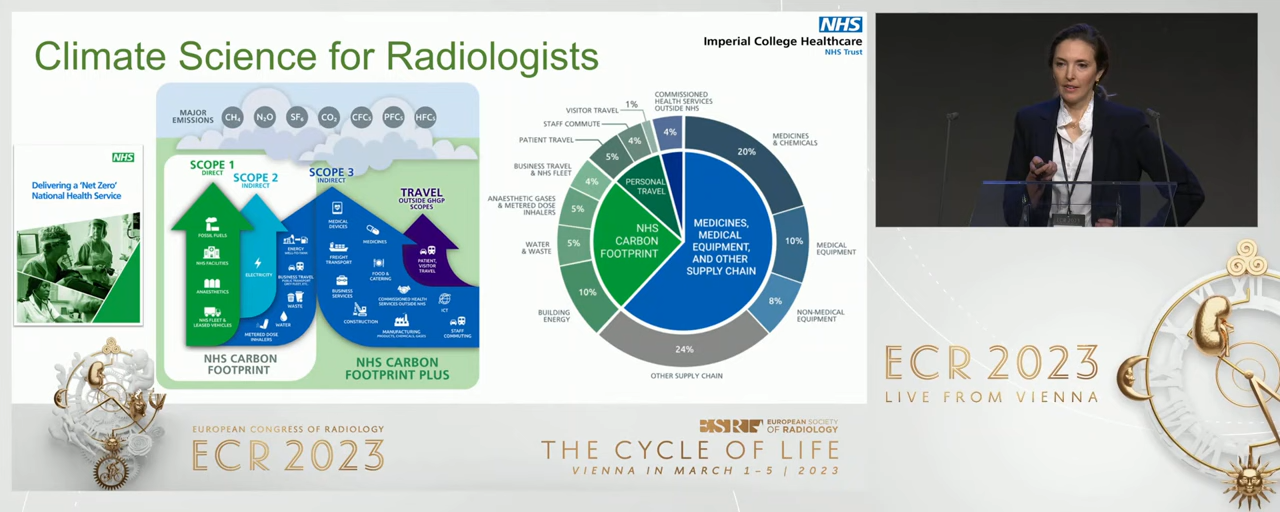 Climate Science for Radiologists
NHS
Imperial College Healthcare
NHS Trust
NHS
Delivering a 'Net Zero'
National Health Service
MAJOR
EMISSIONS
CH₄
N₂O
SF₆
CO₂
CFCₛ
PFCₛ
HFCₛ
SCOPE 1
DIRECT
SCOPE 2
INDIRECT
SCOPE 3
INDIRECT
TRAVEL
OUTSIDE GHGP
SCOPES
FOSSIL FUELS
NHS FACILITIES
ANAESTHETICS
NHS FLEET &
LEASED VEHICLES
ELECTRICITY
ENERGY
WELL-TO-TANK
BUSINESS TRAVEL
WASTE
WATER
METERED DOSE
INHALERS
MEDICAL
DEVICES
MEDICINES
FREIGHT
TRANSPORT
FOOD &
CATERING
BUSINESS
SERVICES
COMMISSIONED HEALTH
SERVICES OUTSIDE NHS
ICT
CONSTRUCTION
MANUFACTURING
PRODUCTS, CHEMICALS, GASES
STAFF
COMMUTING
PATIENT,
VISITOR
TRAVEL
NHS CARBON
FOOTPRINT
NHS CARBON
FOOTPRINT PLUS
COMMISSIONED
HEALTH SERVICES
OUTSIDE NHS
4%
VISITOR TRAVEL
1%
STAFF COMMUTE
4%
PATIENT TRAVEL
5%
BUSINESS TRAVEL
& NHS FLEET
4%
ANAESTHETIC GASES
& METERED DOSE
INHALERS
5%
WATER
& WASTE
5%
BUILDING
ENERGY
10%
MEDICINES
& CHEMICALS
20%
MEDICAL
EQUIPMENT
10%
NON-MEDICAL
EQUIPMENT
8%
24%
OTHER SUPPLY CHAIN
PERSONAL
TRAVEL
NHS
CARBON
FOOTPRINT
MEDICINES,
MEDICAL
EQUIPMENT,
AND OTHER
SUPPLY CHAIN
EUROPEAN CONGRESS OF RADIOLOGY
ECR 2023
ESR EUROPEAN SOCIETY
OF RADIOLOGY
THE CYCLE OF LIFE
VIENNA IN MARCH 1–5 | 2023
ECR 2023
LIVE FROM VIENNA